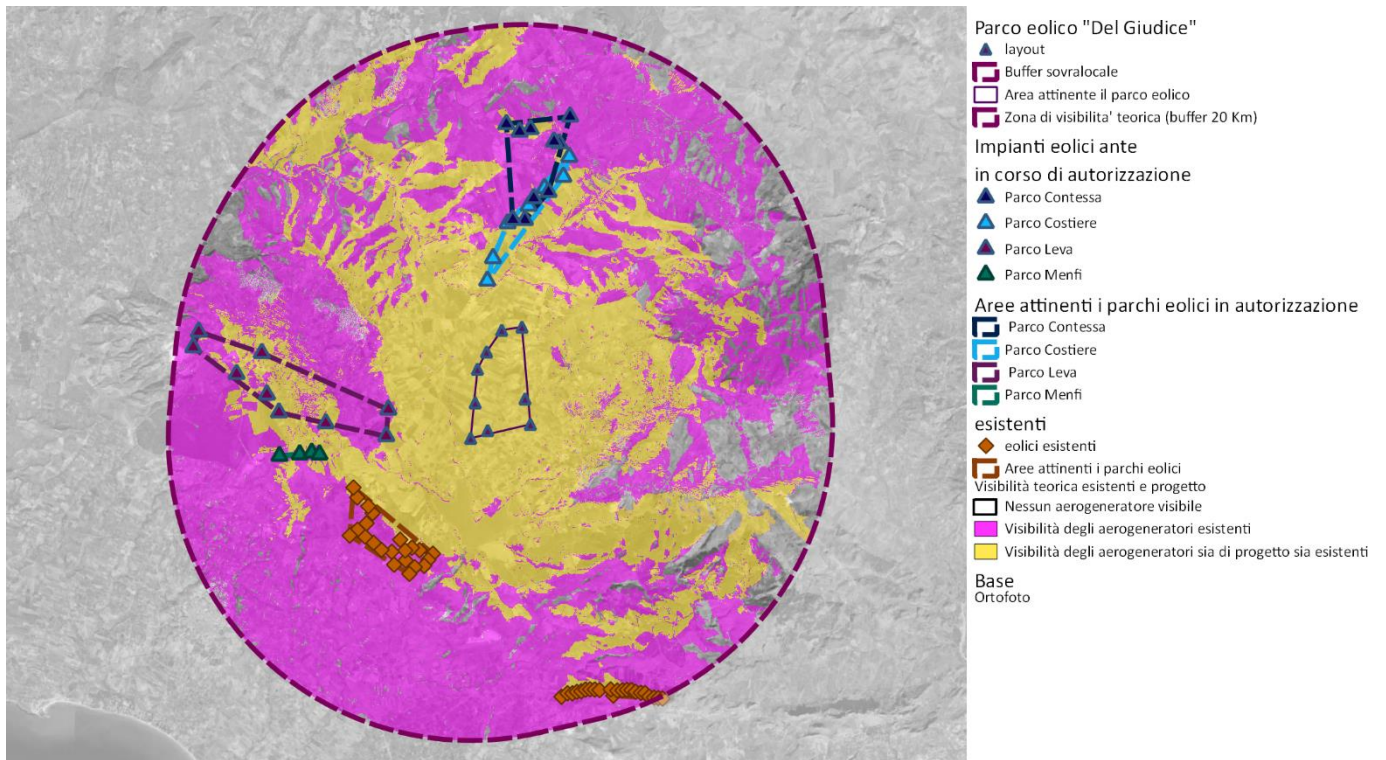 Parco eolico "Del Giudice"
layout
Buffer sovralocale
Area attinente il parco eolico
Zona di visibilita' teorica (buffer 20 Km)
Impianti eolici ante
in corso di autorizzazione
Parco Contessa
Parco Costiere
Parco Leva
Parco Menfi
Aree attinenti i parchi eolici in autorizzazione
Parco Contessa
Parco Costiere
Parco Leva
Parco Menfi
esistenti
eolici esistenti
Aree attinenti i parchi eolici
Visibilità teorica esistenti e progetto
Nessun aerogeneratore visibile
Visibilità degli aerogeneratori esistenti
Visibilità degli aerogeneratori sia di progetto sia esistenti
Base
Ortofoto